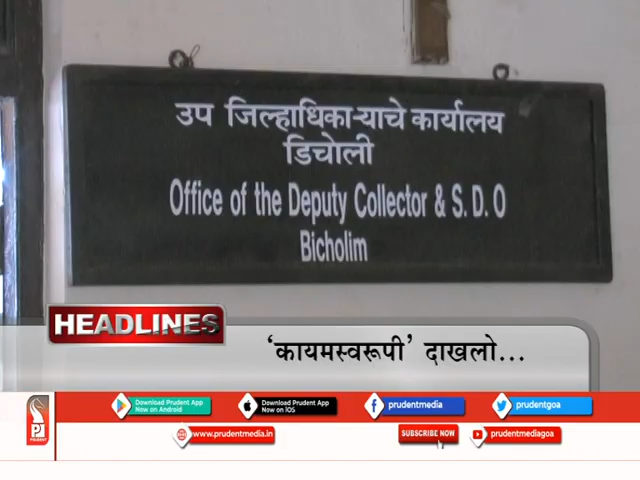 उप जिल्हाधिका-याचे कार्यालय
डिचोली
Office of the Deputy Collector & S. D. O
Bicholim
HEADLINES
‘कायमस्वरूपी’ दाखलो...
Download Prudent App
Now on Android
Download Prudent App
Now on iOS
prudentmedia
prudentgoa
www.prudentmedia.in
SUBSCRIBE NOW
prudentmediagoa
PRUDENT